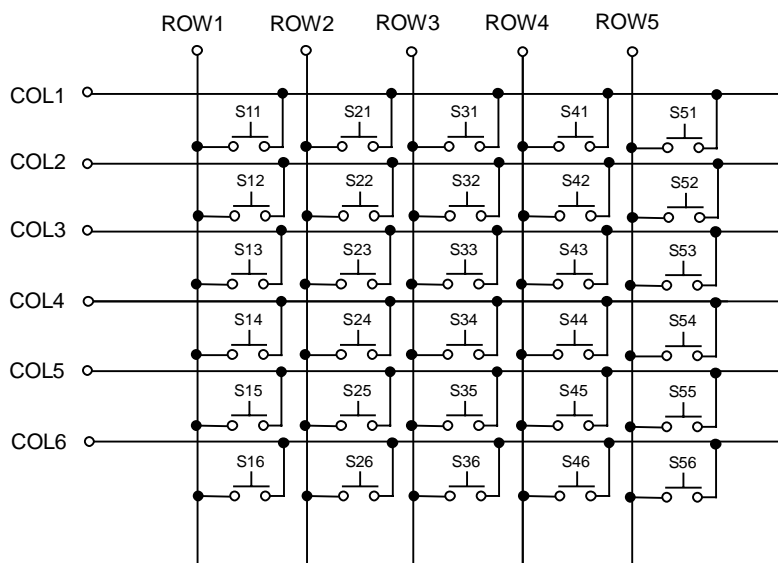 ROW1 ROW2 ROW3 ROW4 ROW5
COL1
S11 S21 S31 S41 S51
COL2
S12 S22 S32 S42 S52
COL3
S13 S23 S33 S43 S53
COL4
S14 S24 S34 S44 S54
COL5
S15 S25 S35 S45 S55
COL6
S16 S26 S36 S46 S56